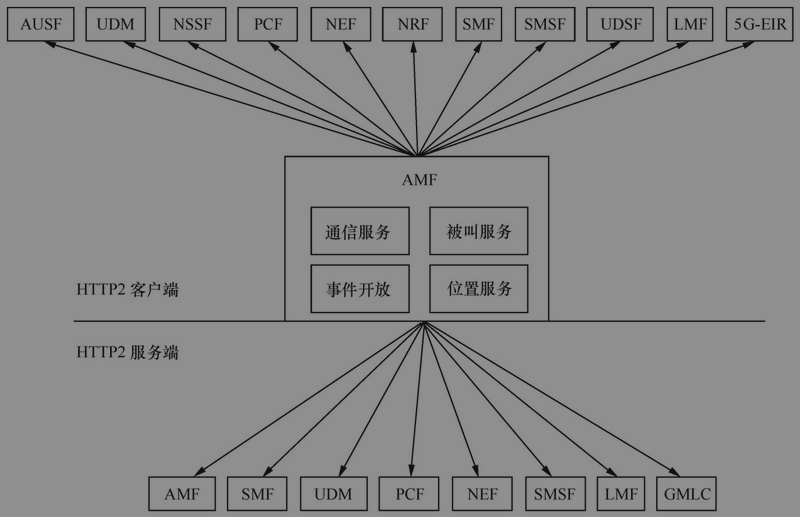 AUSF UDM NSSF PCF NEF NRF SMF SMSF UDSF LMF 5G-EIR
AMF
通信服务 被叫服务
事件开放 位置服务
HTTP2 客户端
HTTP2 服务端
AMF SMF UDM PCF NEF SMSF LMF GMLC